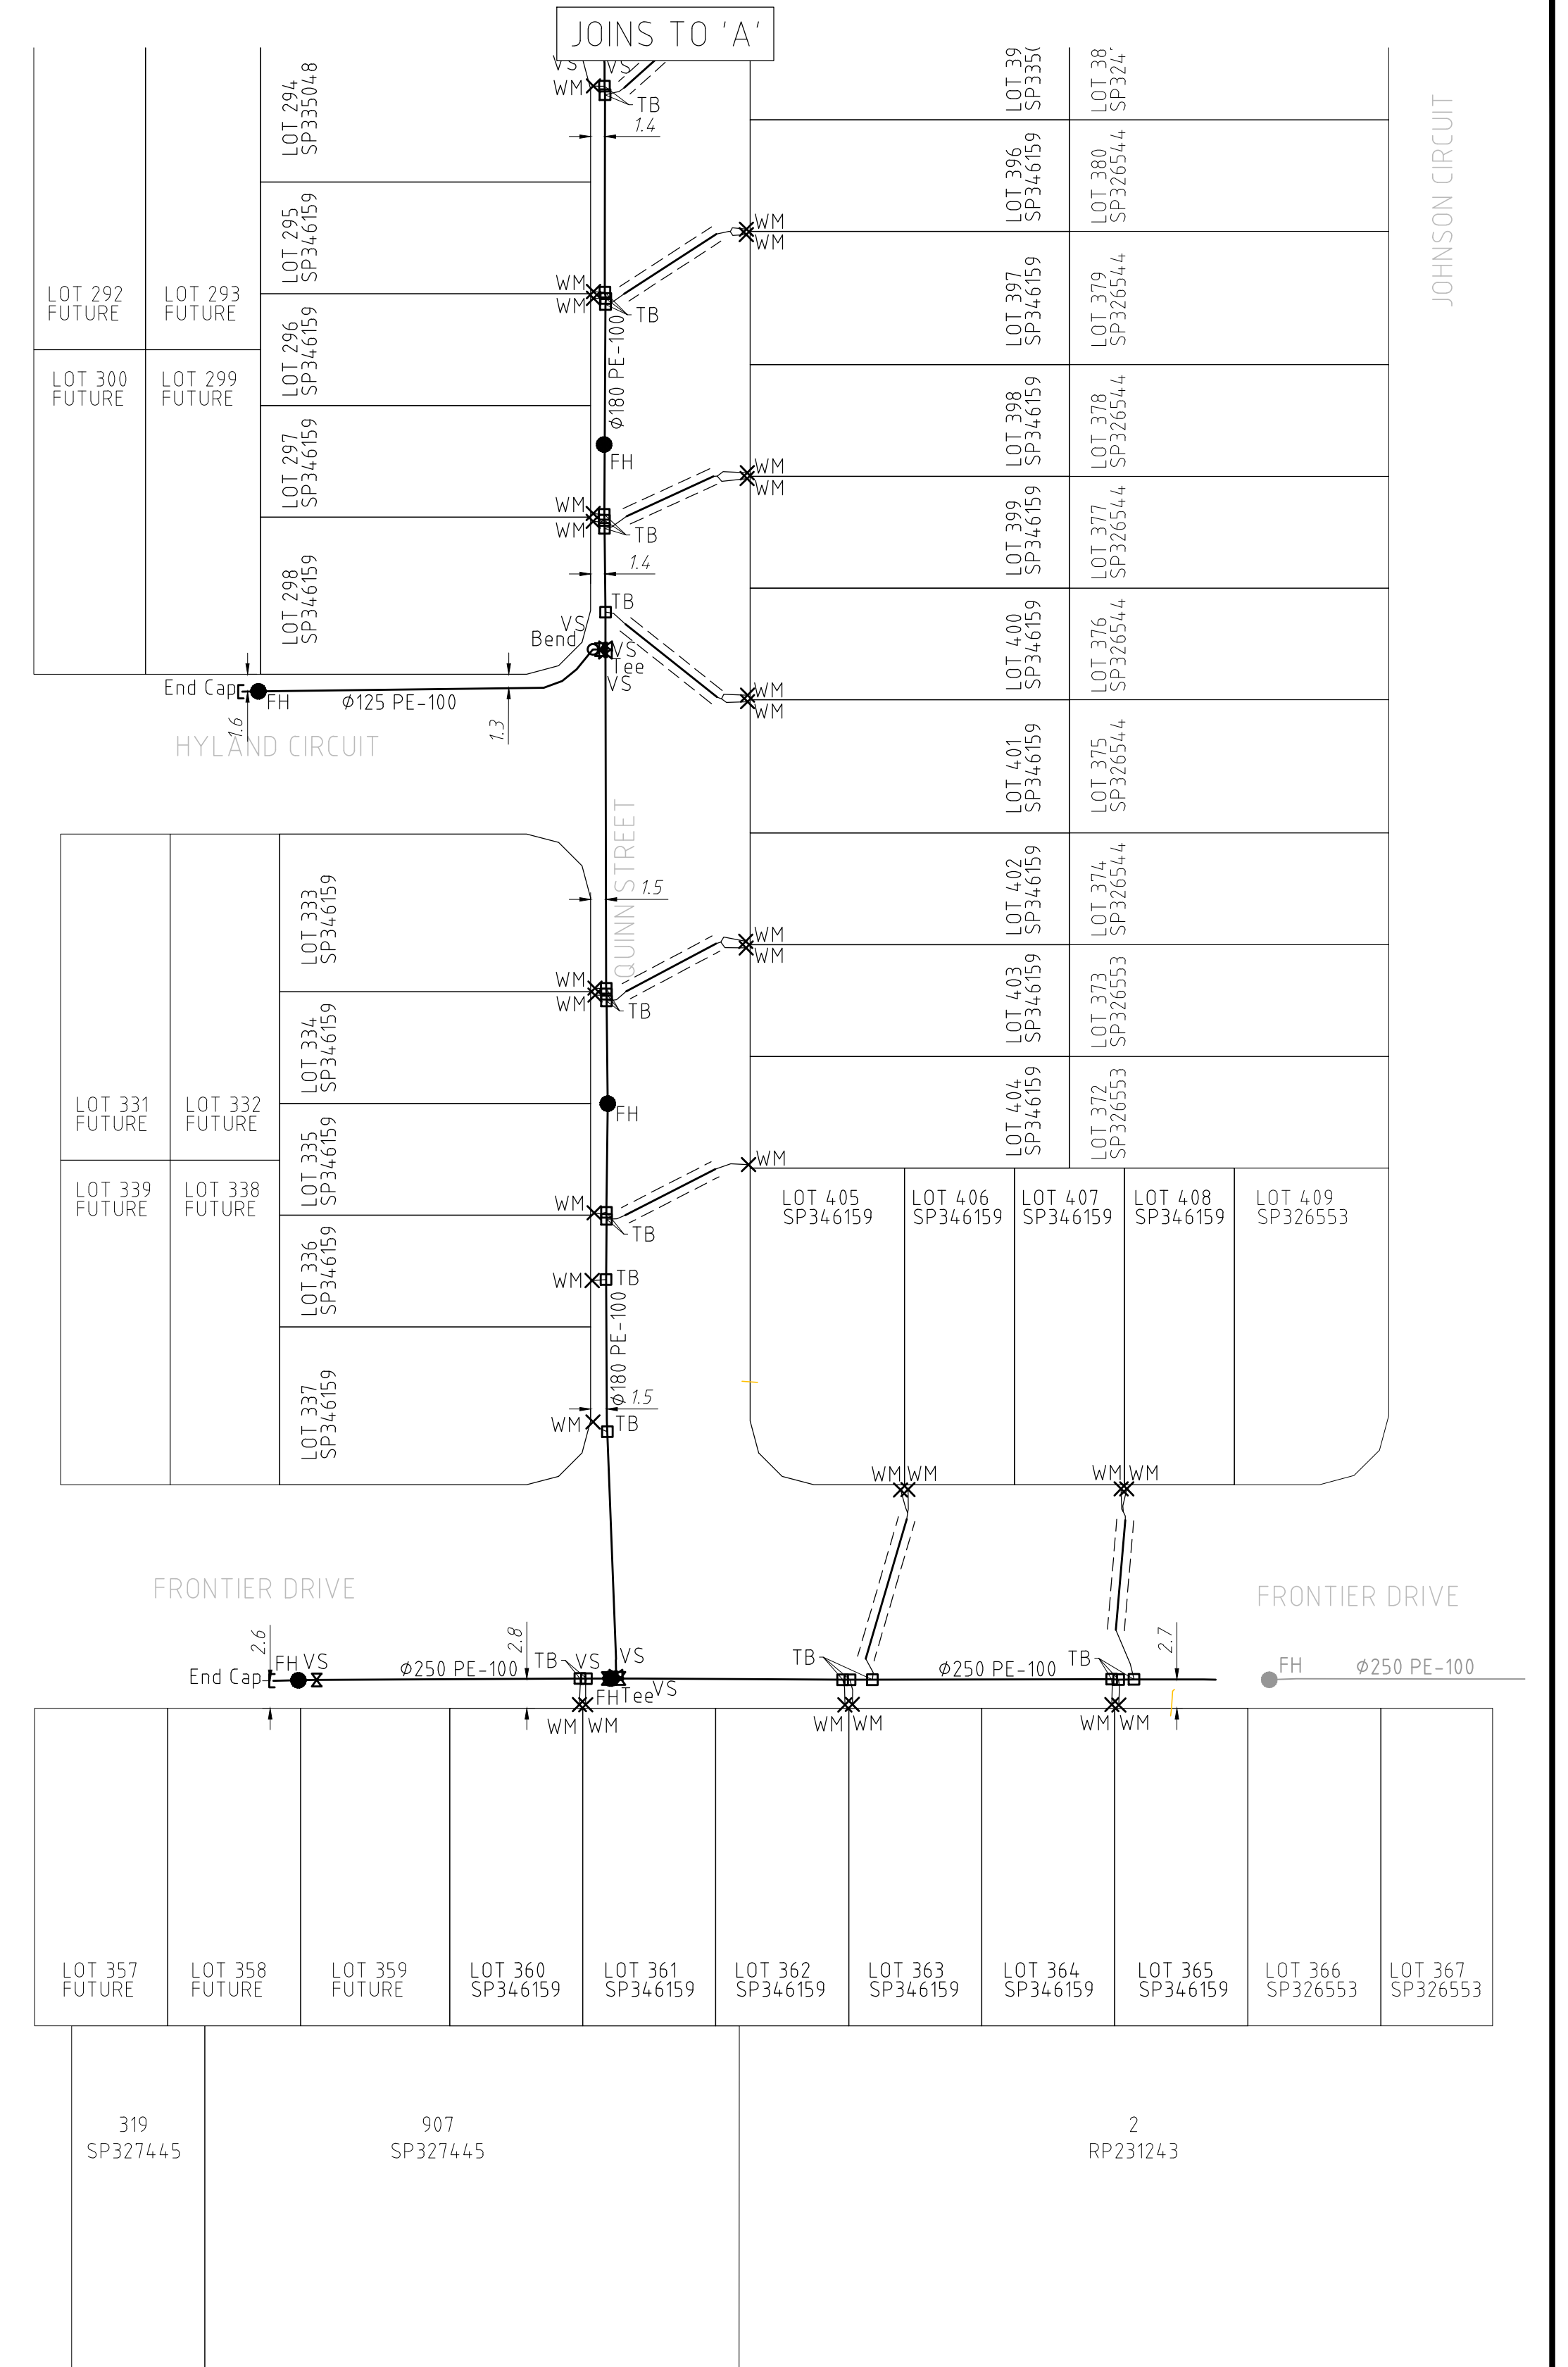 JOINS TO 'A'
VS
VS
WM
TB
1.4
LOT 294
SP335048
LOT 39
SP335(
LOT 38
SP324
JOHNSON CIRCUIT
LOT 295
SP346159
LOT 396
SP346159
LOT 380
SP326544
WM
WM
LOT 292
FUTURE
LOT 293
FUTURE
WM
WM
TB
LOT 296
SP346159
Φ180 PE-100
LOT 397
SP346159
LOT 379
SP326544
LOT 300
FUTURE
LOT 299
FUTURE
LOT 297
SP346159
FH
LOT 398
SP346159
LOT 378
SP326544
WM
WM
WM
WM
TB
LOT 399
SP346159
LOT 377
SP326544
1.4
LOT 298
SP346159
TB
VS
Bend
VS
Tee
VS
LOT 400
SP346159
LOT 376
SP326544
End Cap
FH
Φ125 PE-100
1.6
1.3
WM
WM
HYLAND CIRCUIT
LOT 401
SP346159
LOT 375
SP326544
QUINN STREET
LOT 333
SP346159
1.5
LOT 402
SP346159
LOT 374
SP326544
WM
WM
WM
WM
TB
LOT 334
SP346159
LOT 403
SP346159
LOT 373
SP326553
LOT 331
FUTURE
LOT 332
FUTURE
FH
LOT 335
SP346159
LOT 404
SP346159
LOT 372
SP326553
WM
LOT 339
FUTURE
LOT 338
FUTURE
WM
TB
LOT 405
SP346159
LOT 406
SP346159
LOT 407
SP346159
LOT 408
SP346159
LOT 409
SP326553
LOT 336
SP346159
WM
TB
Φ180 PE-100
LOT 337
SP346159
1.5
WM
TB
WM
WM
WM
WM
FRONTIER DRIVE
FRONTIER DRIVE
2.6
2.8
2.7
End Cap
FH
VS
Φ250 PE-100
TB
VS
VS
FH
Tee
VS
TB
Φ250 PE-100
TB
FH
Φ250 PE-100
WM
WM
WM
WM
WM
WM
LOT 357
FUTURE
LOT 358
FUTURE
LOT 359
FUTURE
LOT 360
SP346159
LOT 361
SP346159
LOT 362
SP346159
LOT 363
SP346159
LOT 364
SP346159
LOT 365
SP346159
LOT 366
SP326553
LOT 367
SP326553
319
SP327445
907
SP327445
2
RP231243